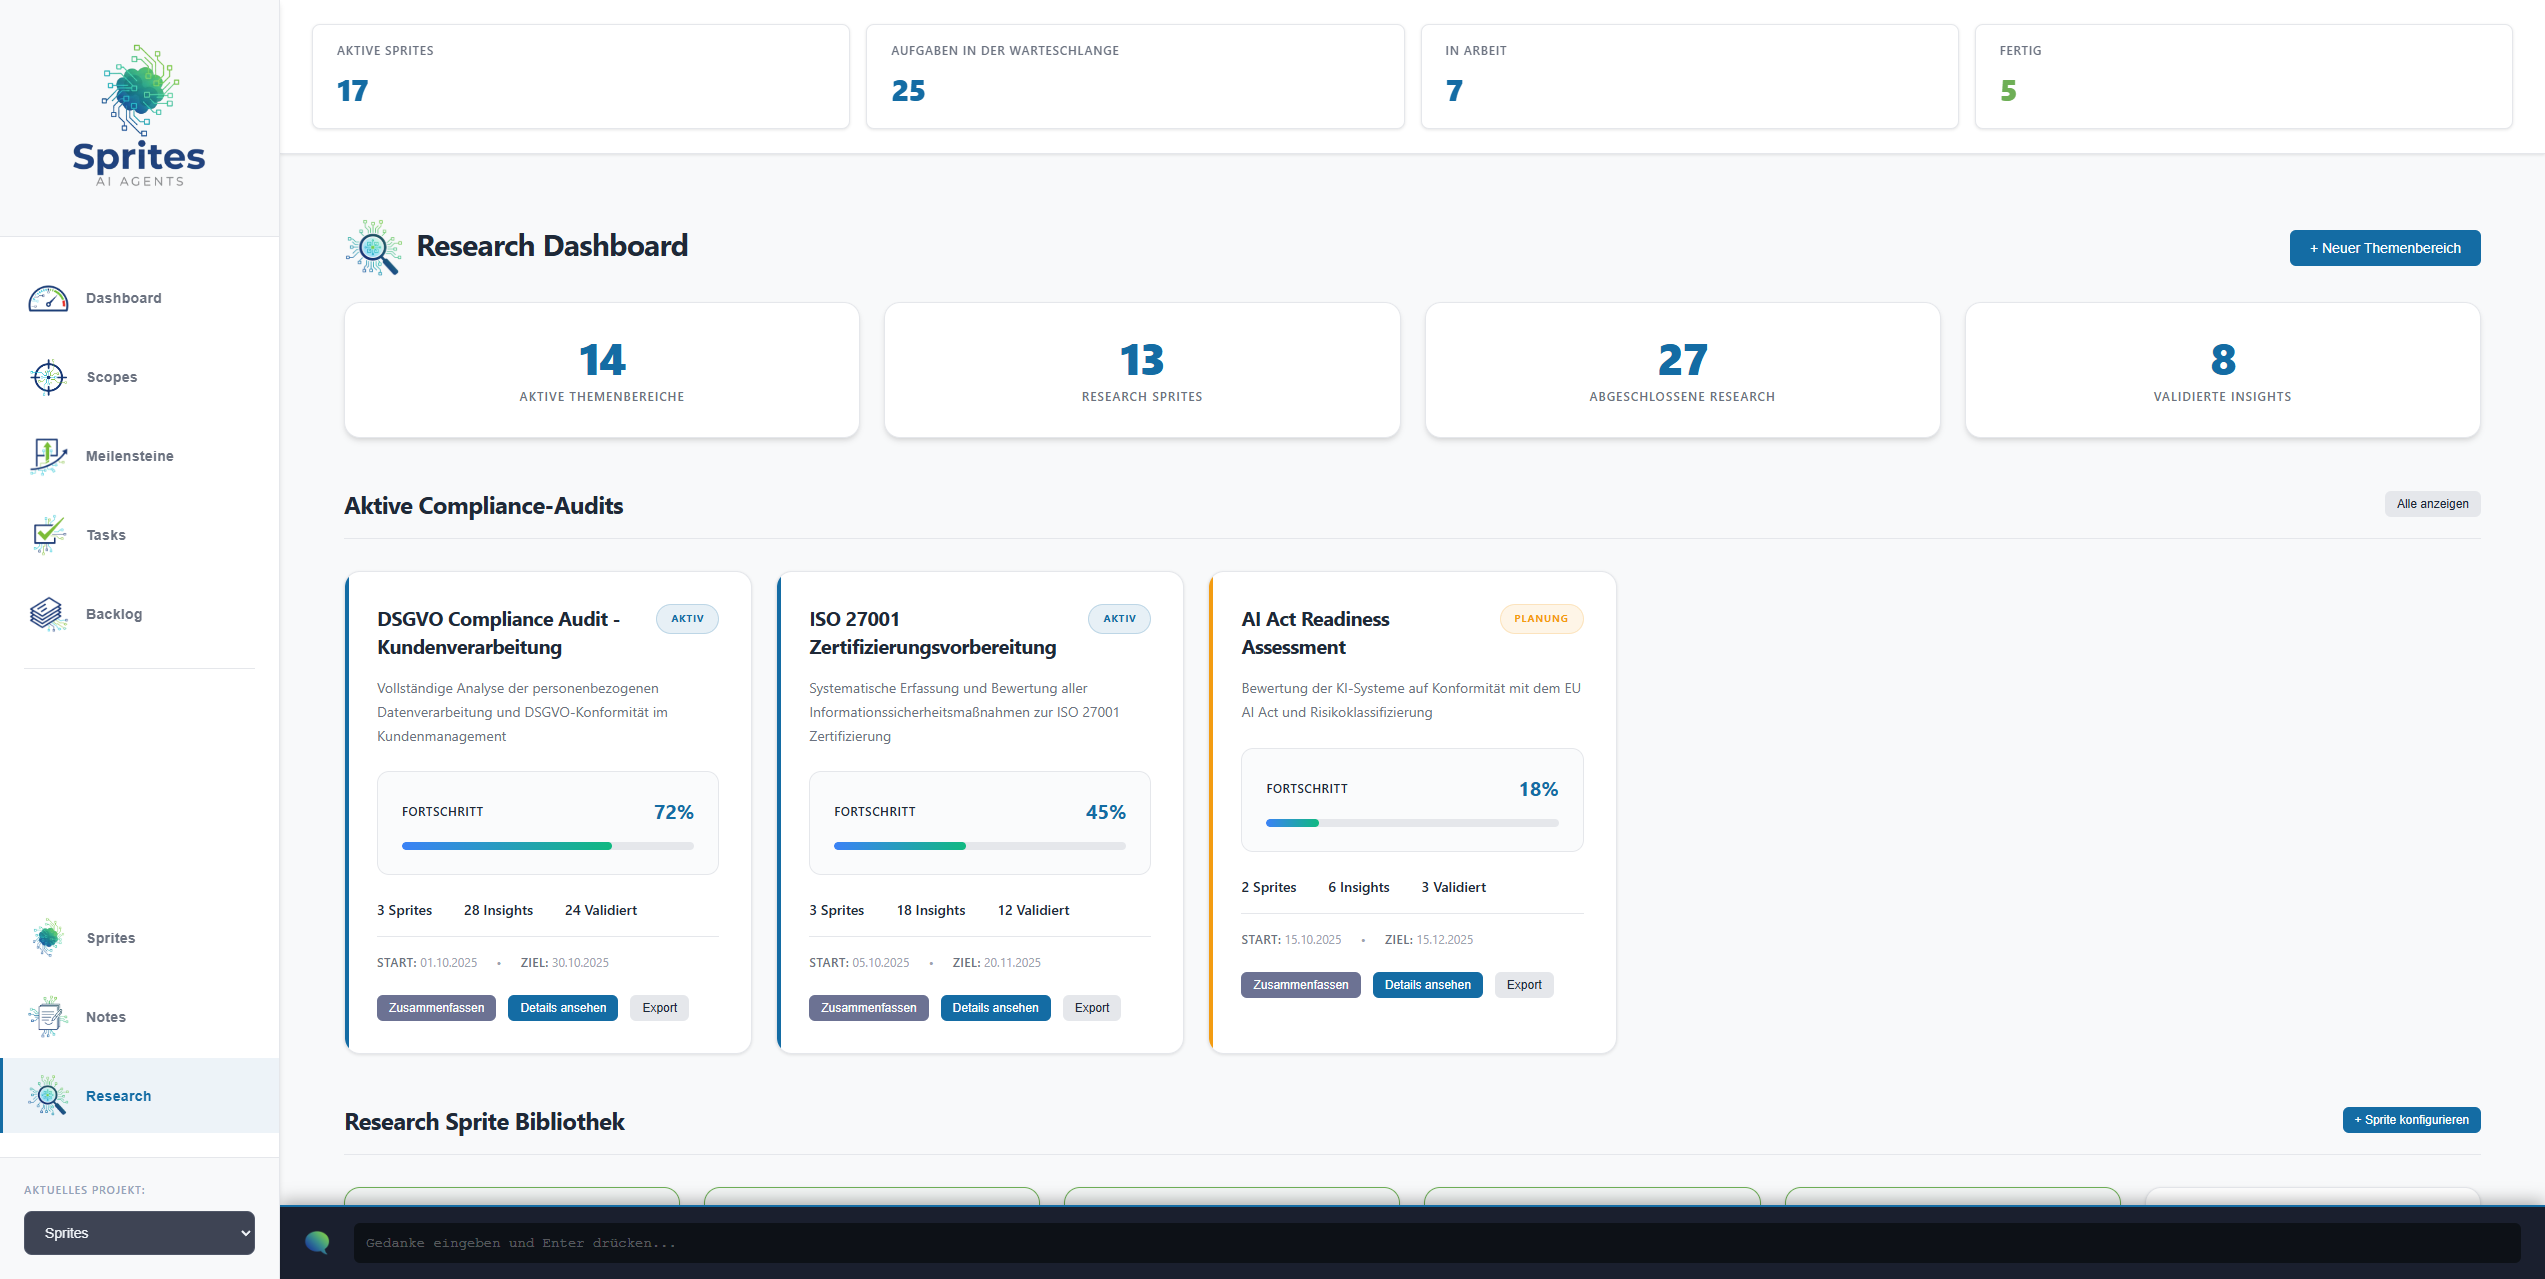 Sprites
AI AGENTS
Dashboard
Scopes
Meilensteine
Tasks
Backlog
Sprites
Notes
Research
AKTUELLES PROJEKT:
Sprites
AKTIVE SPRITES
17
AUFGABEN IN DER WARTESCHLANGE
25
IN ARBEIT
7
FERTIG
5
Research Dashboard
+ Neuer Themenbereich
14
AKTIVE THEMENBEREICHE
13
RESEARCH SPRITES
27
ABGESCHLOSSENE RESEARCH
8
VALIDIERTE INSIGHTS
Aktive Compliance-Audits
Alle anzeigen
DSGVO Compliance Audit -
Kundenverarbeitung
AKTIV
Vollständige Analyse der personenbezogenen
Datenverarbeitung und DSGVO-Konformität im
Kundenmanagement
FORTSCHRITT
72%
3 Sprites 28 Insights 24 Validiert
START: 01.10.2025 • ZIEL: 30.10.2025
Zusammenfassen Details ansehen Export
ISO 27001
Zertifizierungsvorbereitung
AKTIV
Systematische Erfassung und Bewertung aller
Informationssicherheitsmaßnahmen zur ISO 27001
Zertifizierung
FORTSCHRITT
45%
3 Sprites 18 Insights 12 Validiert
START: 05.10.2025 • ZIEL: 20.11.2025
Zusammenfassen Details ansehen Export
AI Act Readiness
Assessment
PLANUNG
Bewertung der KI-Systeme auf Konformität mit dem EU
AI Act und Risikoklassifizierung
FORTSCHRITT
18%
2 Sprites 6 Insights 3 Validiert
START: 15.10.2025 • ZIEL: 15.12.2025
Zusammenfassen Details ansehen Export
Research Sprite Bibliothek
+ Sprite konfigurieren
Gedanke eingeben und Enter drücken...